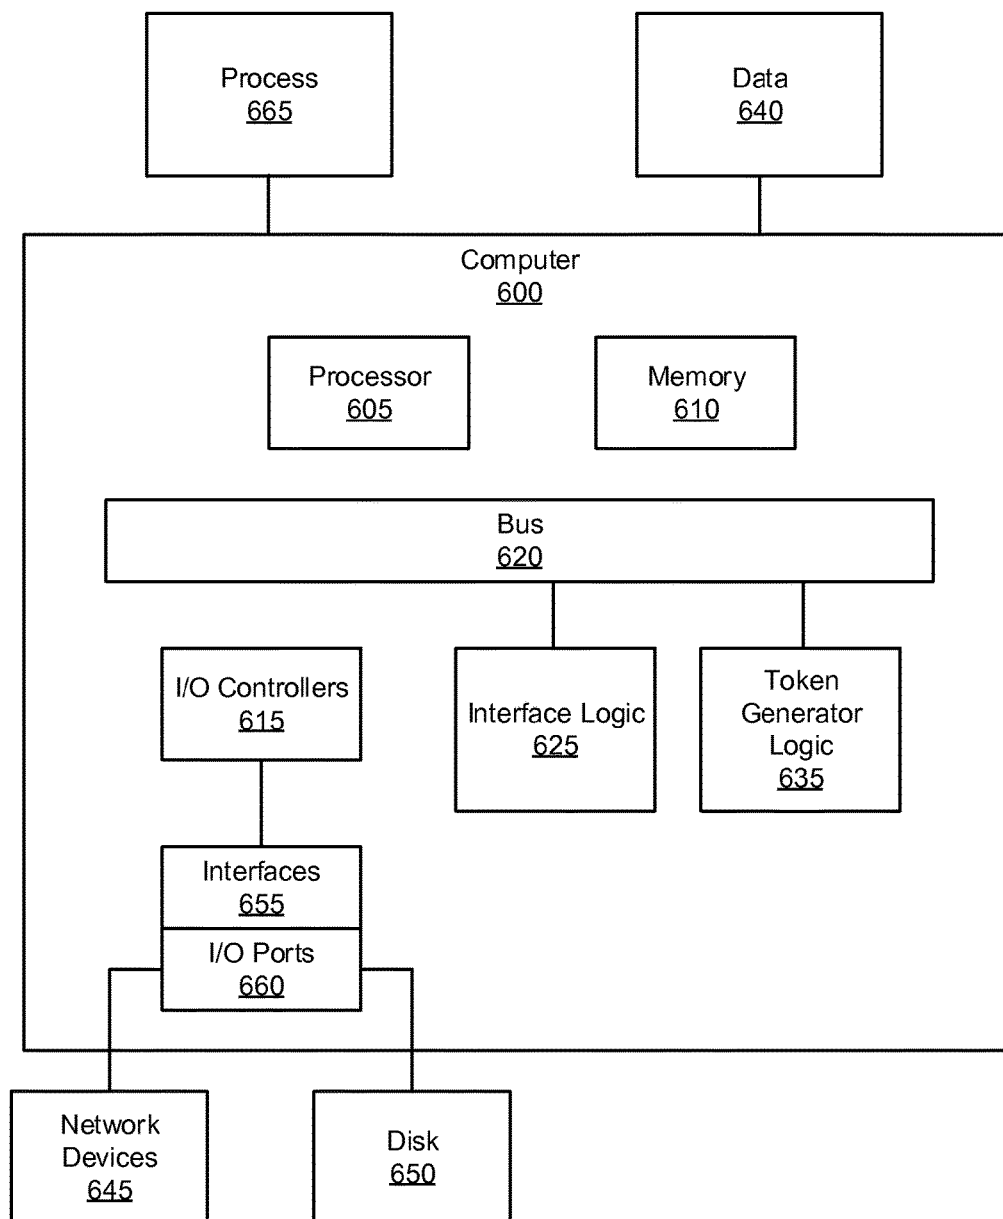 Process
665
Data
640
Computer
600
Processor
605
Memory
610
Bus
620
I/O Controllers
615
Interface Logic
625
Token
Generator
Logic
635
Interfaces
655
I/O Ports
660
Network
Devices
645
Disk
650